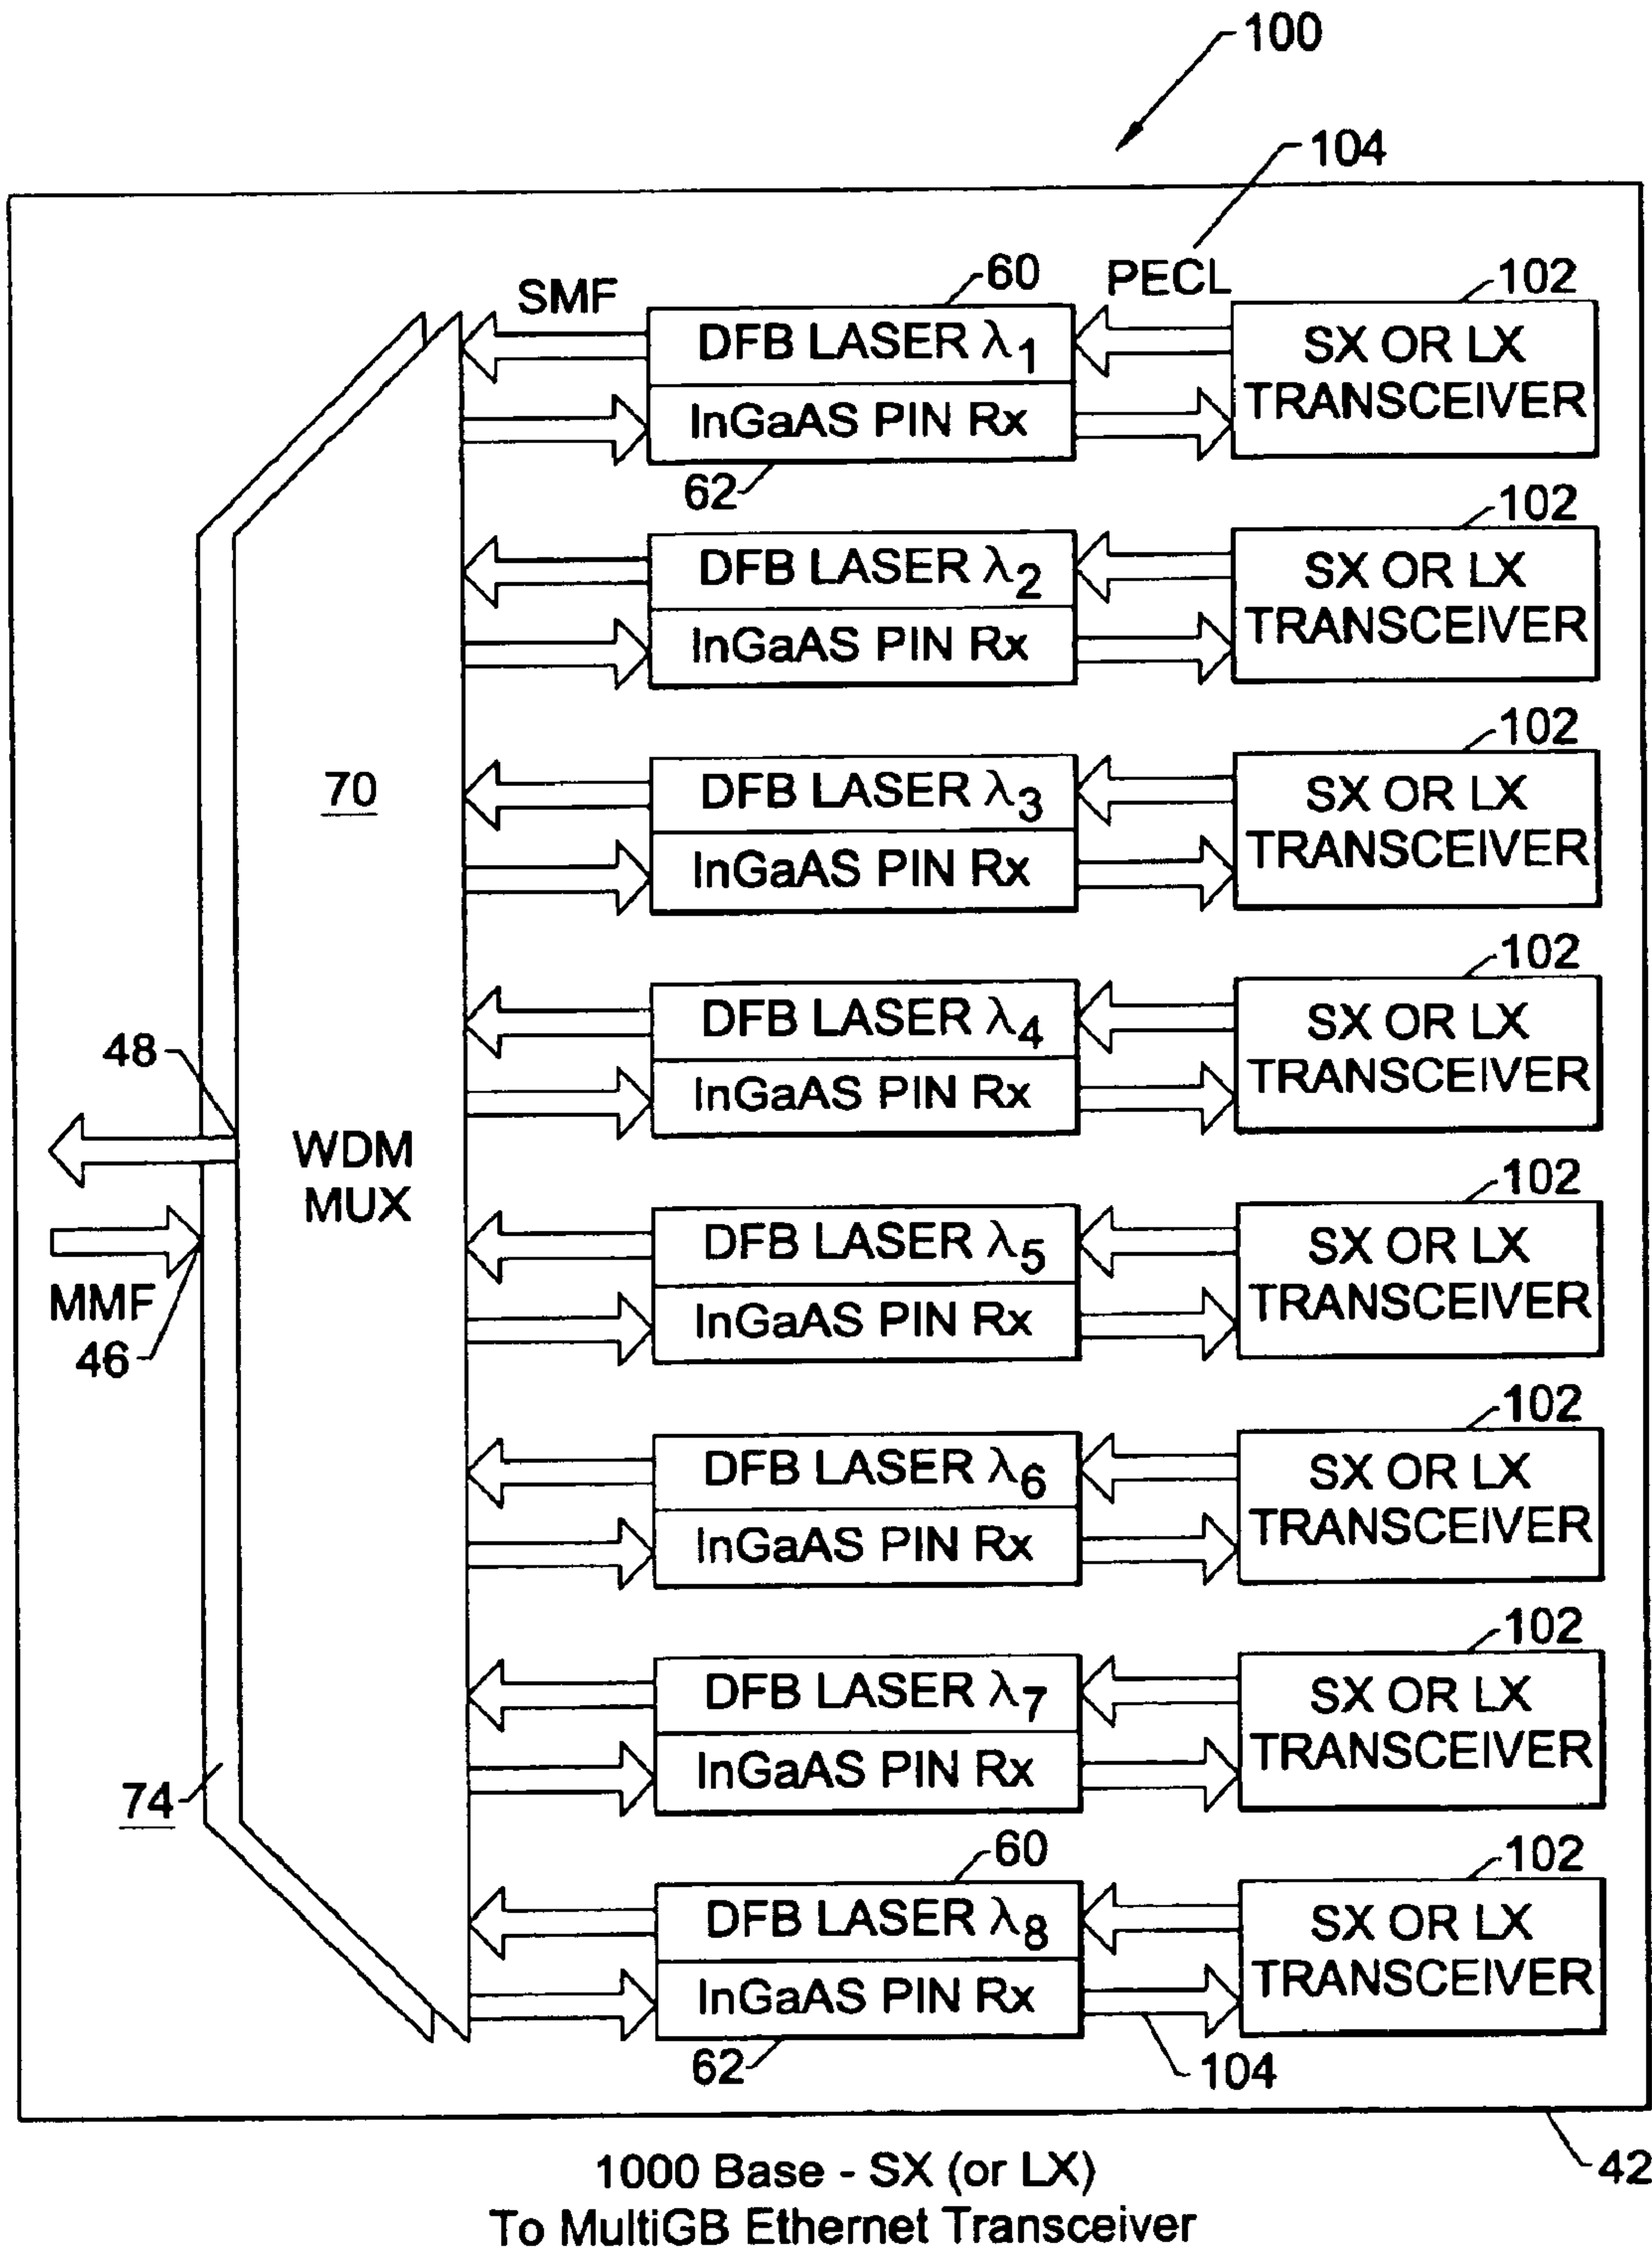 100
104
SMF
60
PECL
102
DFB LASER λ1
SX OR LX
TRANSCEIVER
InGaAS PIN Rx
62
102
DFB LASER λ2
SX OR LX
TRANSCEIVER
InGaAS PIN Rx
102
70
DFB LASER λ3
SX OR LX
TRANSCEIVER
InGaAS PIN Rx
102
DFB LASER λ4
SX OR LX
TRANSCEIVER
InGaAS PIN Rx
48
WDM
MUX
102
DFB LASER λ5
SX OR LX
TRANSCEIVER
InGaAS PIN Rx
MMF
46
102
DFB LASER λ6
SX OR LX
TRANSCEIVER
InGaAS PIN Rx
102
DFB LASER λ7
SX OR LX
TRANSCEIVER
InGaAS PIN Rx
74
60
102
DFB LASER λ8
SX OR LX
TRANSCEIVER
InGaAS PIN Rx
62
104
42
1000 Base - SX (or LX)
To MultiGB Ethernet Transceiver